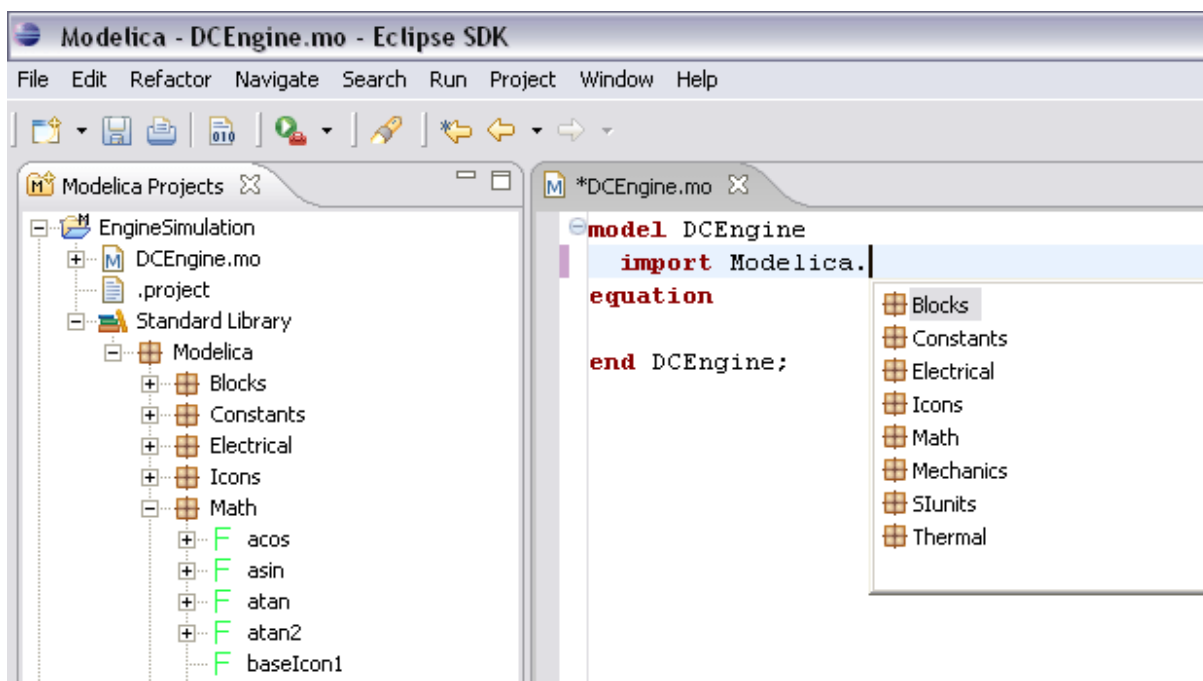 Modelica - DCEngine.mo - Eclipse SDK
File Edit Refactor Navigate Search Run Project Window Help
010
Modelica Projects
EngineSimulation
DCEngine.mo
.project
Standard Library
Modelica
Blocks
Constants
Electrical
Icons
Math
acos
asin
atan
atan2
baseIcon1
*DCEngine.mo
model DCEngine
import Modelica.
equation
end DCEngine;
Blocks
Constants
Electrical
Icons
Math
Mechanics
SIunits
Thermal